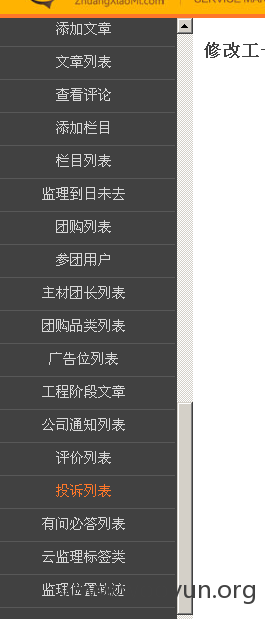 ZhuangXiaoMi.com
SERVICE MAN
添加文章
修改工
文章列表
查看评论
添加栏目
栏目列表
监理到日未去
团购列表
参团用户
主材团长列表
团购品类列表
广告位列表
工程阶段文章
公司通知列表
评价列表
投诉列表
有问必答列表
云监理标签类
监理位置轨迹
yun.org